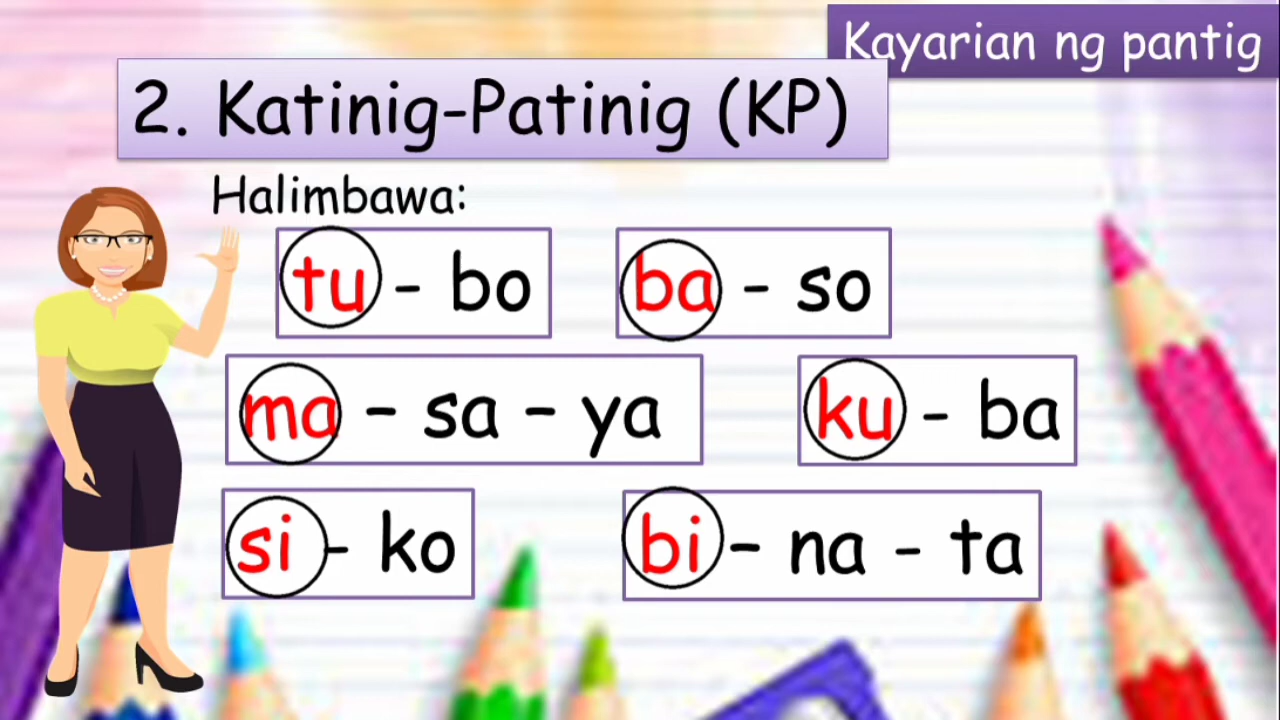 Kayarian ng pantig
2. Katinig-Patinig (KP)
Halimbawa:
tu - bo
ba - so
ma - sa - ya
ku - ba
si - ko
bi - na - ta